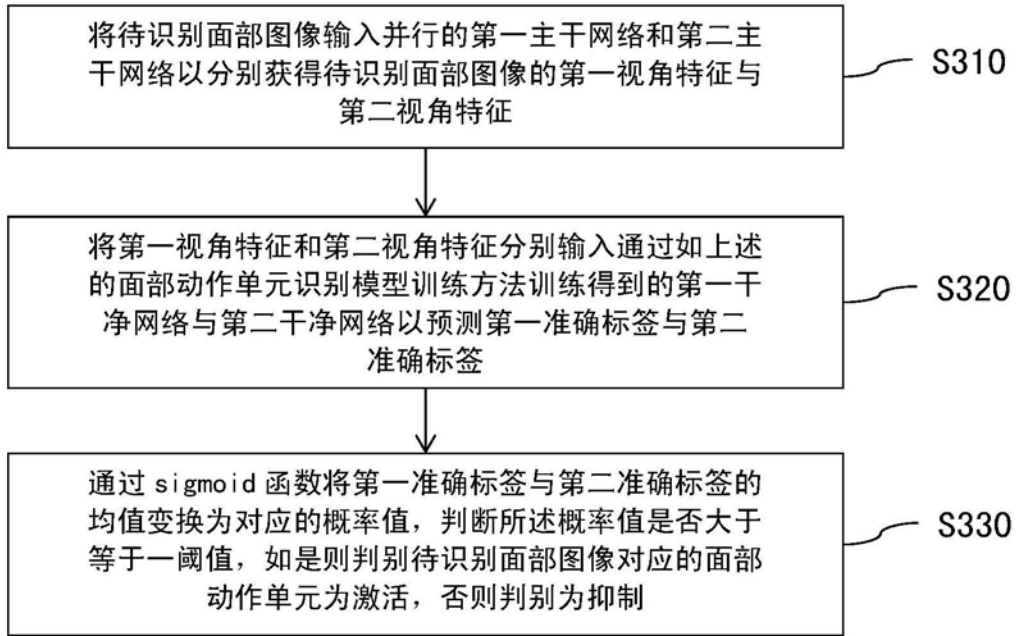 将待识别面部图像输入并行的第一主干网络和第二主
干网络以分别获得待识别面部图像的第一视角特征与
第二视角特征
S310
将第一视角特征和第二视角特征分别输入通过如上述
的面部动作单元识别模型训练方法训练得到的第一干
净网络与第二干净网络以预测第一准确标签与第二
准确标签
S320
通过 sigmoid 函数将第一准确标签与第二准确标签的
均值变换为对应的概率值，判断所述概率值是否大于
等于一阈值，如是则判别待识别面部图像对应的面部
动作单元为激活，否则判别为抑制
S330